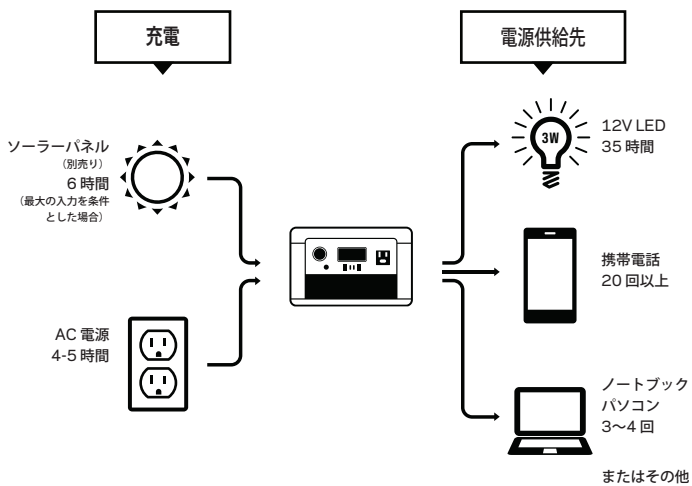 充電
電源供給先
ソーラーパネル
（別売り）
6 時間
（最大の入力を条件
とした場合）
AC 電源
4-5 時間
3W
12V LED
35 時間
携帯電話
20 回以上
ノートブック
パソコン
3〜4 回
またはその他